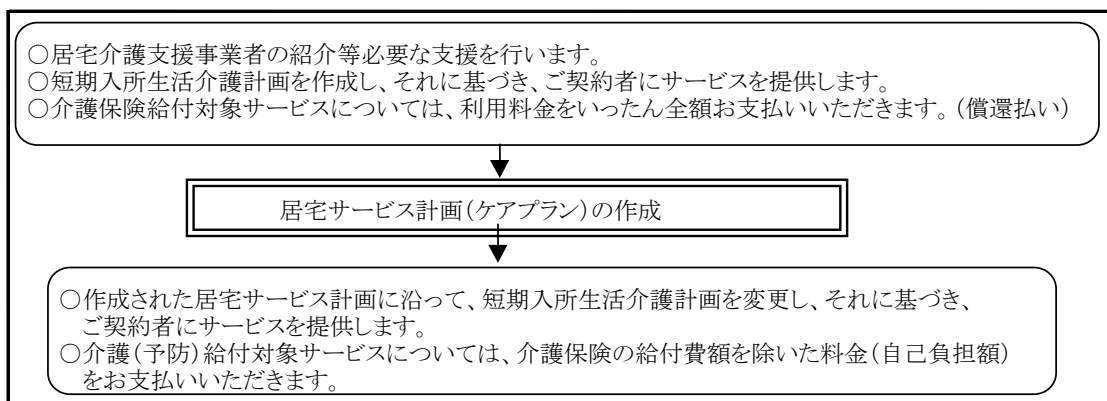 ○居宅介護支援事業者の紹介等必要な支援を行います。
○短期入所生活介護計画を作成し、それに基づき、ご契約者にサービスを提供します。
○介護保険給付対象サービスについては、利用料金をいったん全額お支払いいただきます。(償還払い)
居宅サービス計画(ケアプラン)の作成
○作成された居宅サービス計画に沿って、短期入所生活介護計画を変更し、それに基づき、
ご契約者にサービスを提供します。
○介護(予防)給付対象サービスについては、介護保険の給付費額を除いた料金(自己負担額)
をお支払いいただきます。